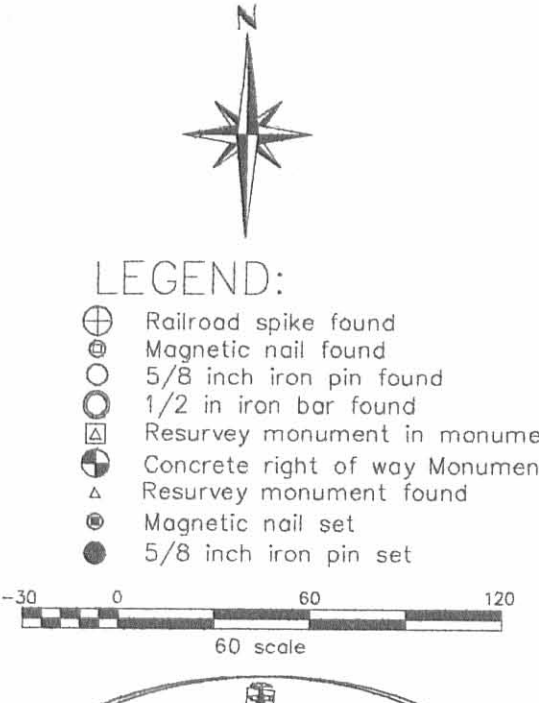 N
LEGEND:
Railroad spike found
Magnetic nail found
5/8 inch iron pin found
1/2 in iron bar found
Resurvey monument in monume
Concrete right of way Monumen
Resurvey monument found
Magnetic nail set
5/8 inch iron pin set
-30 0 60 120
60 scale